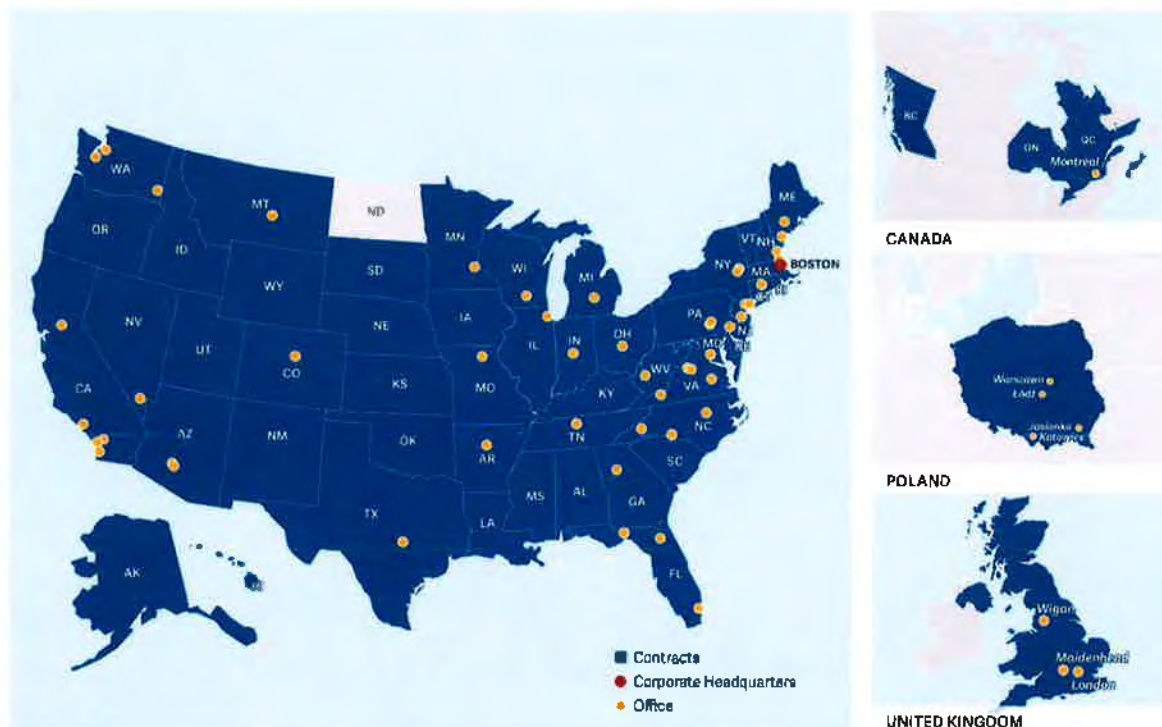 WA
OR
ID
MT
WY
NV
UT
CA
AZ
CO
NM
ND
SD
NE
KS
OK
TX
MN
IA
MO
AR
LA
WI
IL
MI
IN
OH
KY
TN
MS
AL
GA
FL
SC
NC
VA
WV
MD
PA
NY
VT
NH
ME
MA
BOSTON
AK
Contracts
Corporate Headquarters
Office
BC
ON
QC
Montreal
CANADA
Warszawa
Łódź
Jasionka
Katowice
POLAND
Wigan
Maidenhead
London
UNITED KINGDOM